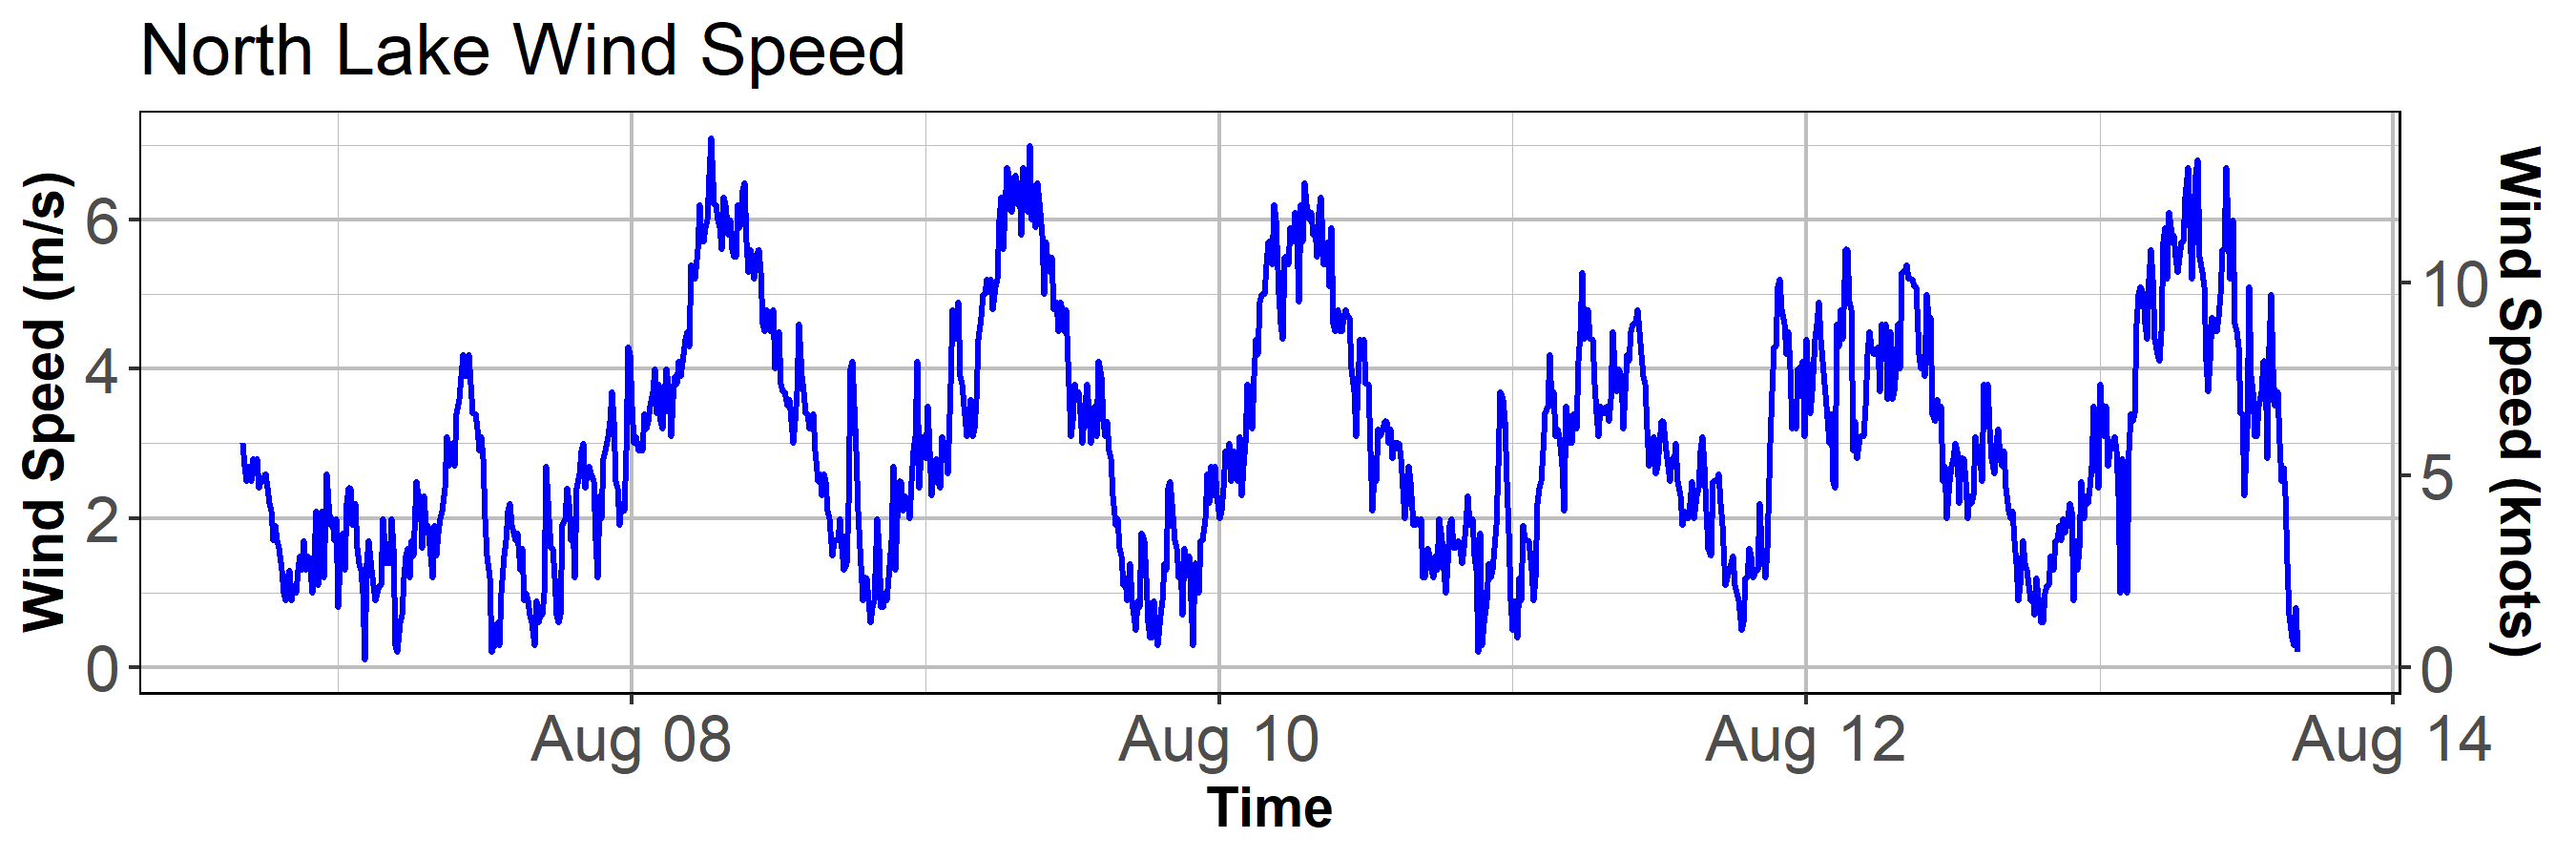 North Lake Wind Speed
Wind Speed (m/s)
6
4
2
0
Wind Speed (knots)
10
5
0
Aug 08
Aug 10
Aug 12
Aug 14
Time